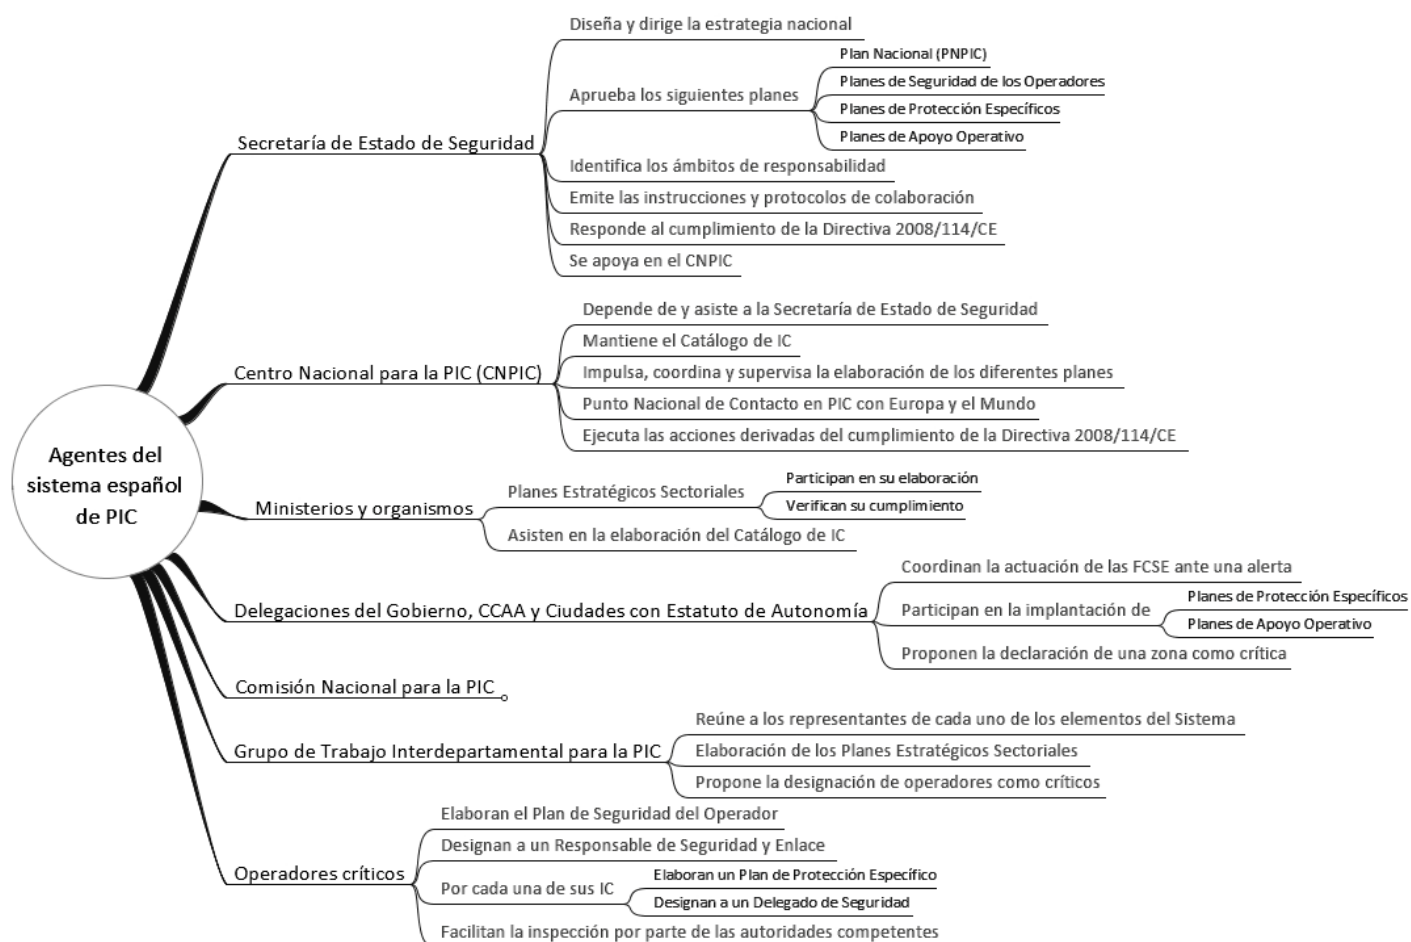 Agentes del
sistema español
de PIC
Secretaría de Estado de Seguridad
Diseña y dirige la estrategia nacional
Aprueba los siguientes planes
Plan Nacional (PNPIC)
Planes de Seguridad de los Operadores
Planes de Protección Específicos
Planes de Apoyo Operativo
Identifica los ámbitos de responsabilidad
Emite las instrucciones y protocolos de colaboración
Responde al cumplimiento de la Directiva 2008/114/CE
Se apoya en el CNPIC
Centro Nacional para la PIC (CNPIC)
Depende de y asiste a la Secretaría de Estado de Seguridad
Mantiene el Catálogo de IC
Impulsa, coordina y supervisa la elaboración de los diferentes planes
Punto Nacional de Contacto en PIC con Europa y el Mundo
Ejecuta las acciones derivadas del cumplimiento de la Directiva 2008/114/CE
Ministerios y organismos
Planes Estratégicos Sectoriales
Participan en su elaboración
Verifican su cumplimiento
Asisten en la elaboración del Catálogo de IC
Delegaciones del Gobierno, CCAA y Ciudades con Estatuto de Autonomía
Coordinan la actuación de las FCSE ante una alerta
Participan en la implantación de
Planes de Protección Específicos
Planes de Apoyo Operativo
Proponen la declaración de una zona como crítica
Comisión Nacional para la PIC
Grupo de Trabajo Interdepartamental para la PIC
Reúne a los representantes de cada uno de los elementos del Sistema
Elaboración de los Planes Estratégicos Sectoriales
Propone la designación de operadores como críticos
Operadores críticos
Elaboran el Plan de Seguridad del Operador
Designan a un Responsable de Seguridad y Enlace
Por cada una de sus IC
Elaboran un Plan de Protección Específico
Designan a un Delegado de Seguridad
Facilitan la inspección por parte de las autoridades competentes